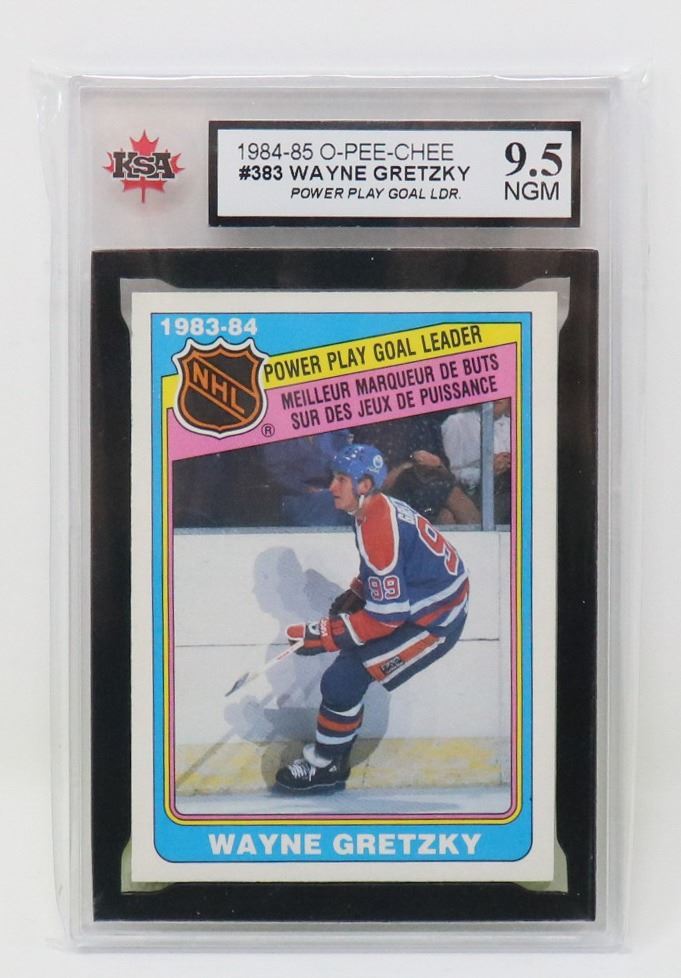 KSA
1984-85 O-PEE-CHEE
#383 WAYNE GRETZKY
POWER PLAY GOAL LDR.
9.5
NGM
1983-84
NHL
®
POWER PLAY GOAL LEADER
MEILLEUR MARQUEUR DE BUTS
SUR DES JEUX DE PUISSANCE
99
99
WAYNE GRETZKY